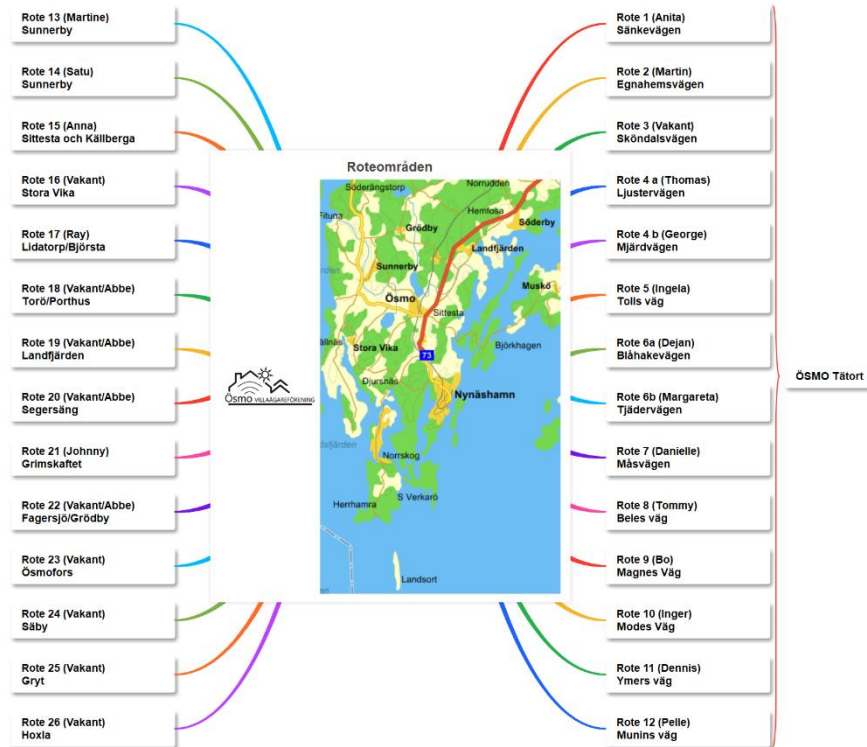 Rote 13 (Martine)
Sunnerby
Rote 14 (Satu)
Sunnerby
Rote 15 (Anna)
Sittesta och Källberga
Rote 16 (Vakant)
Stora Vika
Rote 17 (Ray)
Lidatorp/Björsta
Rote 18 (Vakant/Abbe)
Torö/Porthus
Rote 19 (Vakant/Abbe)
Landfjärden
Rote 20 (Vakant/Abbe)
Segersäng
Rote 21 (Johnny)
Grimskaftet
Rote 22 (Vakant/Abbe)
Fagersjö/Grödby
Rote 23 (Vakant)
Ösmofors
Rote 24 (Vakant)
Säby
Rote 25 (Vakant)
Gryt
Rote 26 (Vakant)
Hoxla
Roteområden
Söderängstorp
Norrudden
Fituna
Hemfosa
Grödby
Söderby
Landfjärden
Sunnerby
Muskö
Ösmo
Sittesta
Stora Vika
Björkhagen
73
Djursnäs
Nynäshamn
Norrskog
S Verkarö
Herrhamra
Landsort
Ösmo VILLAÄGAREFÖRENING
Rote 1 (Anita)
Sänkevägen
Rote 2 (Martin)
Egnahemsvägen
Rote 3 (Vakant)
Sköndalsvägen
Rote 4 a (Thomas)
Ljustervägen
Rote 4 b (George)
Mjärdvägen
Rote 5 (Ingela)
Tolls väg
Rote 6a (Dejan)
Blåhakevägen
Rote 6b (Margareta)
Tjädervägen
Rote 7 (Danielle)
Måsvägen
Rote 8 (Tommy)
Beles väg
Rote 9 (Bo)
Magnes Väg
Rote 10 (Inger)
Modes Väg
Rote 11 (Dennis)
Ymers väg
Rote 12 (Pelle)
Munins väg
ÖSMO Tätort